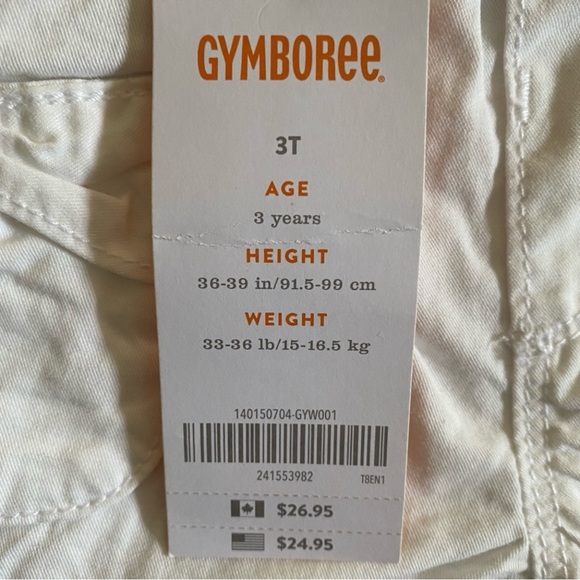 GYMBOREE
3T
AGE
3 years
HEIGHT
36-39 in/91.5-99 cm
WEIGHT
33-36 lb/15-16.5 kg
140150704-GYW001
241553982 T8EN1
$26.95
$24.95